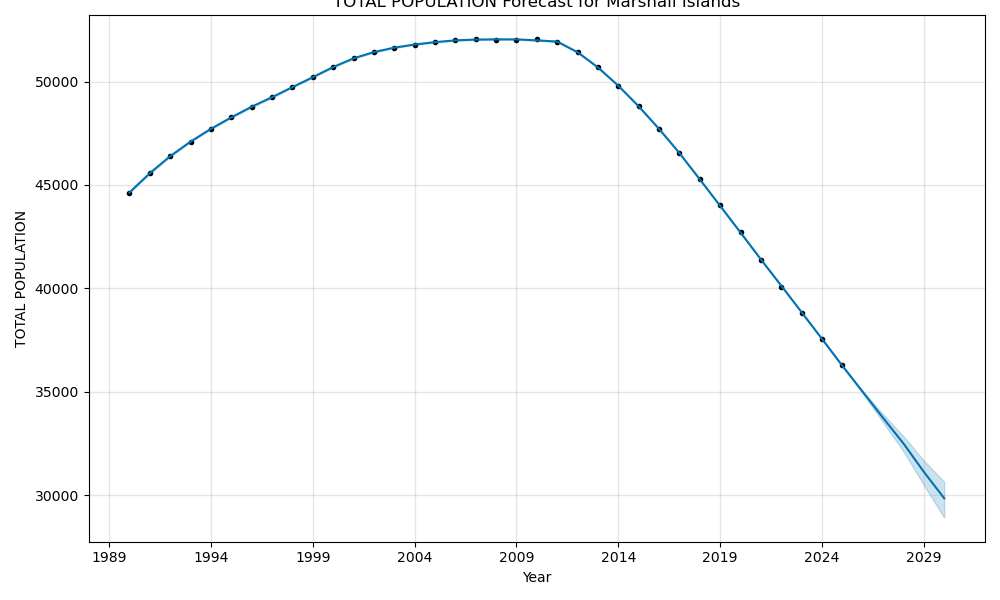 TOTAL POPULATION Forecast for Marshall Islands
TOTAL POPULATION
50000
45000
40000
35000
30000
1989 1994 1999 2004 2009 2014 2019 2024 2029
Year